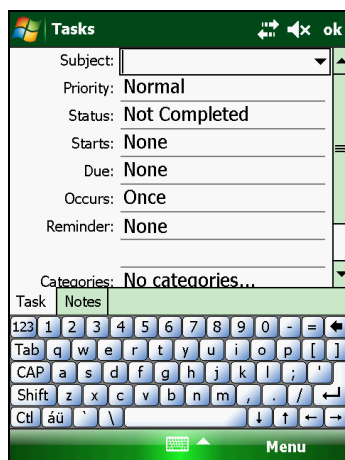 Tasks ok
Subject:
Priority: Normal
Status: Not Completed
Starts: None
Due: None
Occurs: Once
Reminder: None
Categories: No categories...
Task Notes
123 1 2 3 4 5 6 7 8 9 0 - =
Tab q w e r t y u i o p [ ]
CAP a s d f g h j k l ; '
Shift z x c v b n m , . /
Ctl áü ` \
Menu